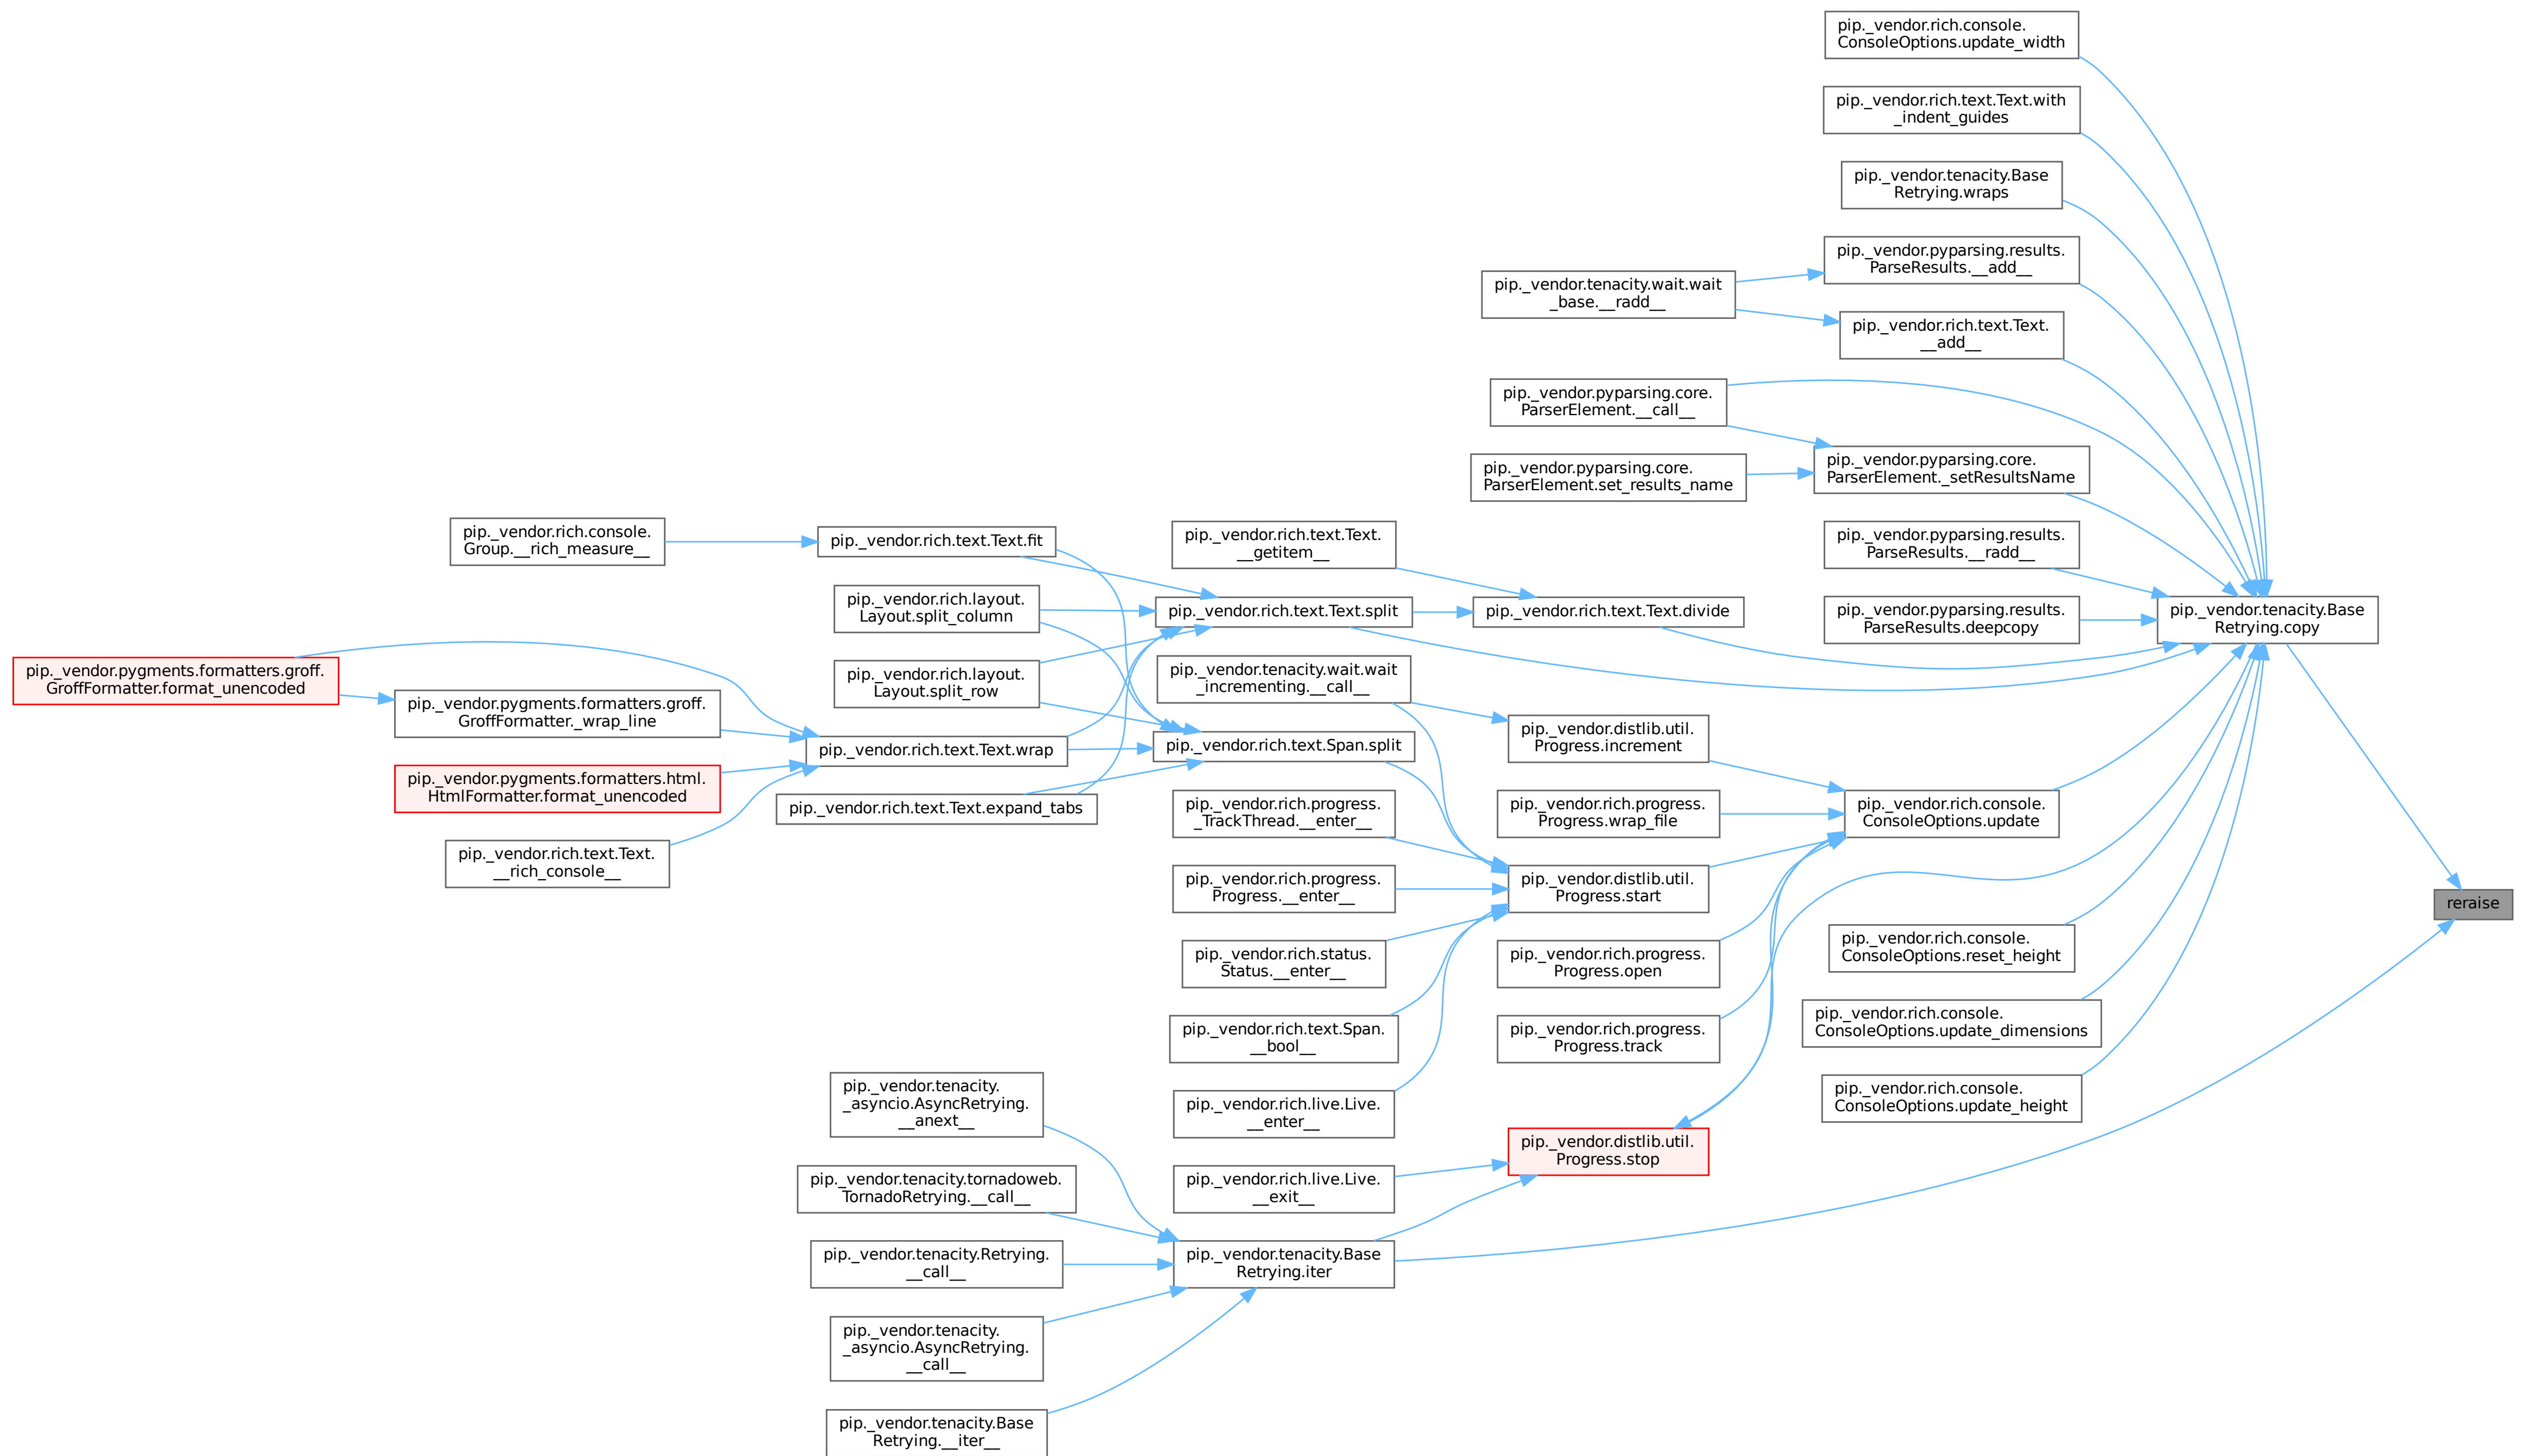 pip._vendor.rich.console.
ConsoleOptions.update_width
pip._vendor.rich.text.Text.with
_indent_guides
pip._vendor.tenacity.Base
Retrying.wraps
pip._vendor.pyparsing.results.
ParseResults.__add__
pip._vendor.tenacity.wait.wait
_base.__radd__
pip._vendor.rich.text.Text.
__add__
pip._vendor.pyparsing.core.
ParserElement.__call__
pip._vendor.pyparsing.core.
ParserElement._setResultsName
pip._vendor.pyparsing.core.
ParserElement.set_results_name
pip._vendor.rich.console.
Group.__rich_measure__
pip._vendor.rich.text.Text.fit
pip._vendor.rich.text.Text.
__getitem__
pip._vendor.pyparsing.results.
ParseResults.__radd__
pip._vendor.rich.layout.
Layout.split_column
pip._vendor.rich.text.Text.split
pip._vendor.rich.text.Text.divide
pip._vendor.pyparsing.results.
ParseResults.deepcopy
pip._vendor.tenacity.Base
Retrying.copy
pip._vendor.pygments.formatters.groff.
GroffFormatter.format_unencoded
pip._vendor.rich.layout.
Layout.split_row
pip._vendor.tenacity.wait.wait
_incrementing.__call__
pip._vendor.pygments.formatters.groff.
GroffFormatter._wrap_line
pip._vendor.distlib.util.
Progress.increment
pip._vendor.rich.text.Text.wrap
pip._vendor.rich.text.Span.split
pip._vendor.pygments.formatters.html.
HtmlFormatter.format_unencoded
pip._vendor.rich.text.Text.expand_tabs
pip._vendor.rich.progress.
_TrackThread.__enter__
pip._vendor.rich.progress.
Progress.wrap_file
pip._vendor.rich.console.
ConsoleOptions.update
pip._vendor.rich.text.Text.
__rich_console__
pip._vendor.rich.progress.
Progress.__enter__
pip._vendor.distlib.util.
Progress.start
reraise
pip._vendor.rich.status.
Status.__enter__
pip._vendor.rich.progress.
Progress.open
pip._vendor.rich.console.
ConsoleOptions.reset_height
pip._vendor.rich.text.Span.
__bool__
pip._vendor.rich.progress.
Progress.track
pip._vendor.rich.console.
ConsoleOptions.update_dimensions
pip._vendor.rich.live.Live.
__enter__
pip._vendor.rich.console.
ConsoleOptions.update_height
pip._vendor.tenacity.
_asyncio.AsyncRetrying.
__anext__
pip._vendor.distlib.util.
Progress.stop
pip._vendor.tenacity.tornadoweb.
TornadoRetrying.__call__
pip._vendor.rich.live.Live.
__exit__
pip._vendor.tenacity.Retrying.
__call__
pip._vendor.tenacity.Base
Retrying.iter
pip._vendor.tenacity.
_asyncio.AsyncRetrying.
__call__
pip._vendor.tenacity.Base
Retrying.__iter__